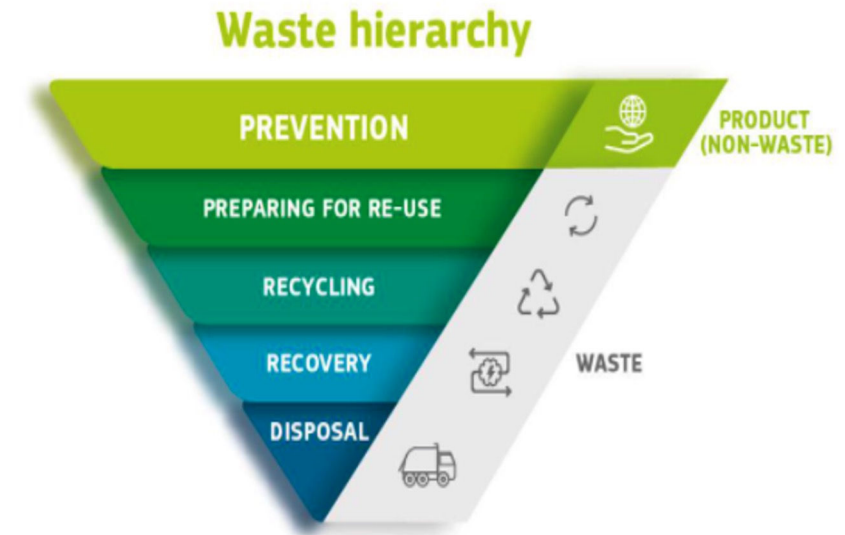 Waste hierarchy
PREVENTION
PRODUCT
(NON-WASTE)
PREPARING FOR RE-USE
RECYCLING
RECOVERY
WASTE
DISPOSAL